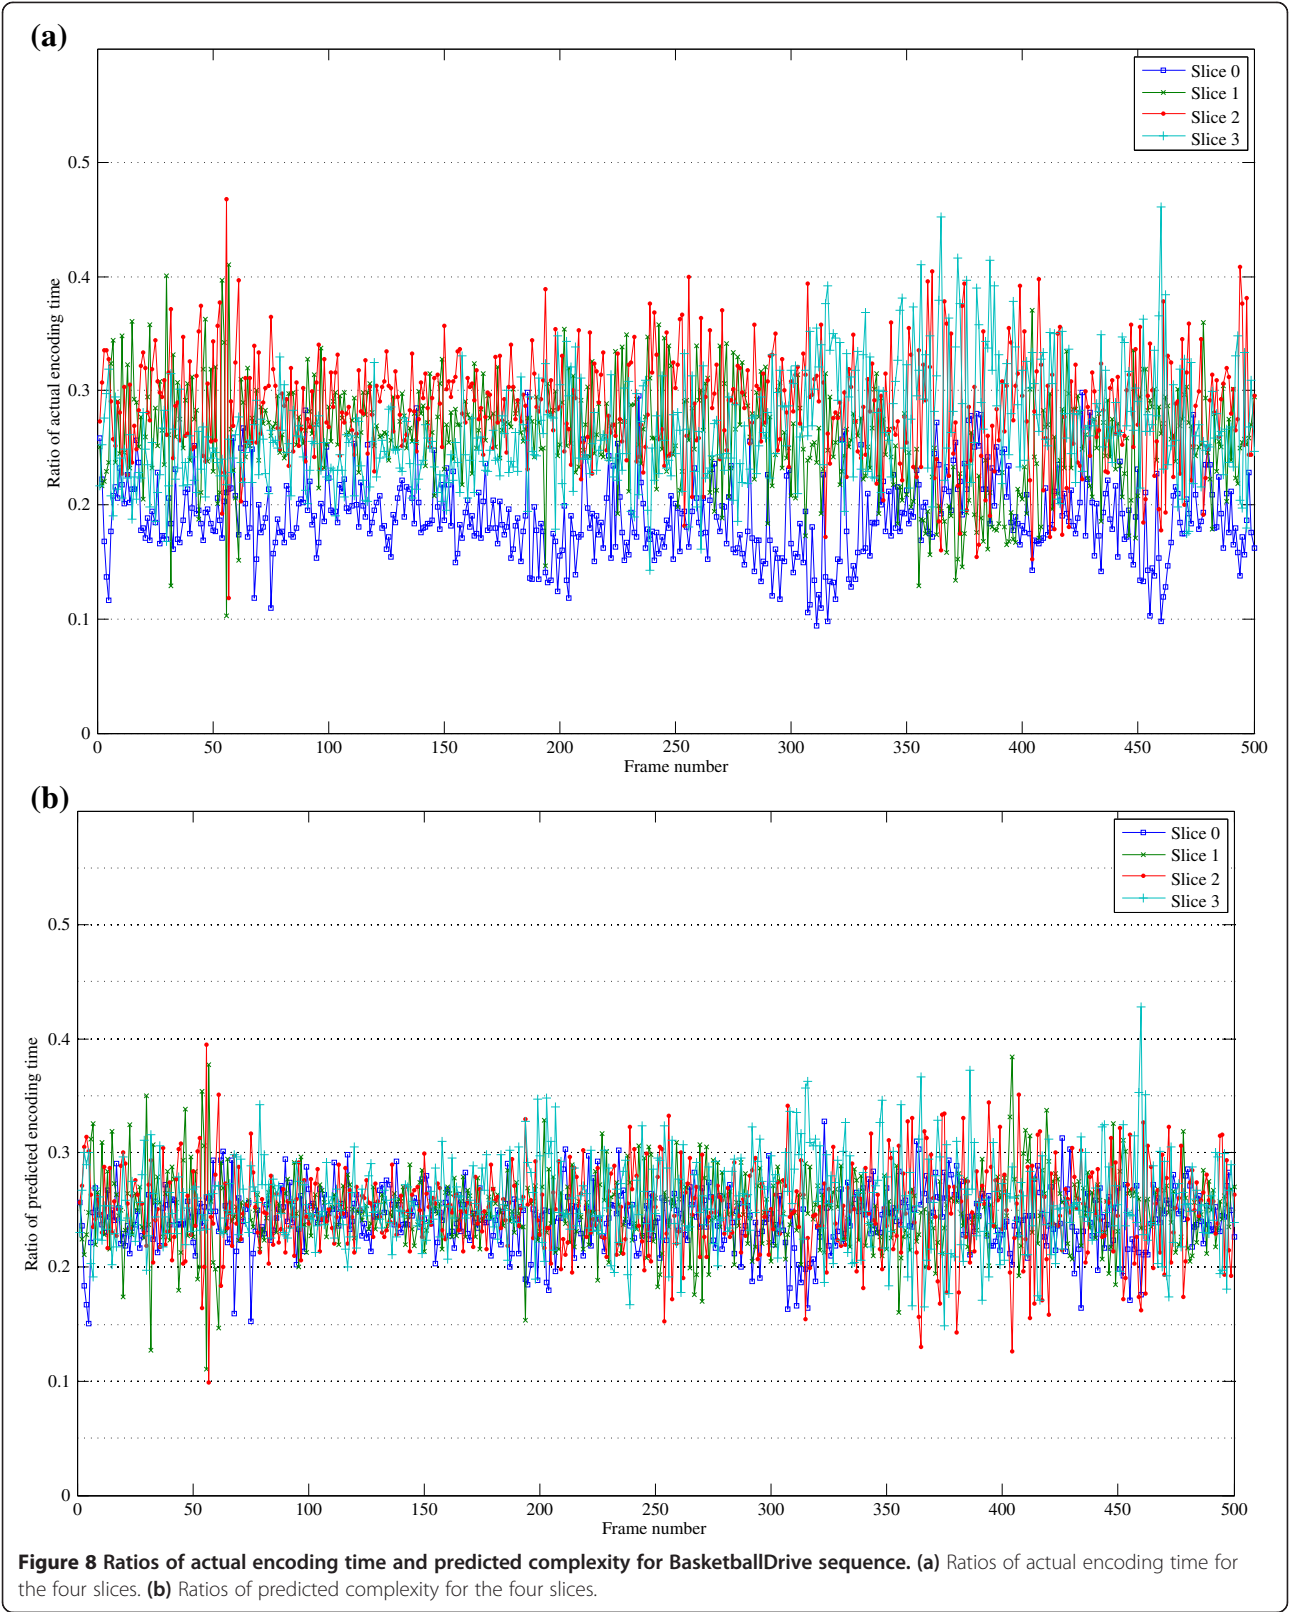 (a)
Slice 0
Slice 1
Slice 2
Slice 3
0.5
0.4
0.3
0.2
0.1
0
Ratio of actual encoding time
0 50 100 150 200 250 300 350 400 450 500
Frame number
(b)
Slice 0
Slice 1
Slice 2
Slice 3
0.5
0.4
0.3
0.2
0.1
0
Ratio of predicted encoding time
0 50 100 150 200 250 300 350 400 450 500
Frame number
Figure 8 Ratios of actual encoding time and predicted complexity for BasketballDrive sequence. (a) Ratios of actual encoding time for
the four slices. (b) Ratios of predicted complexity for the four slices.